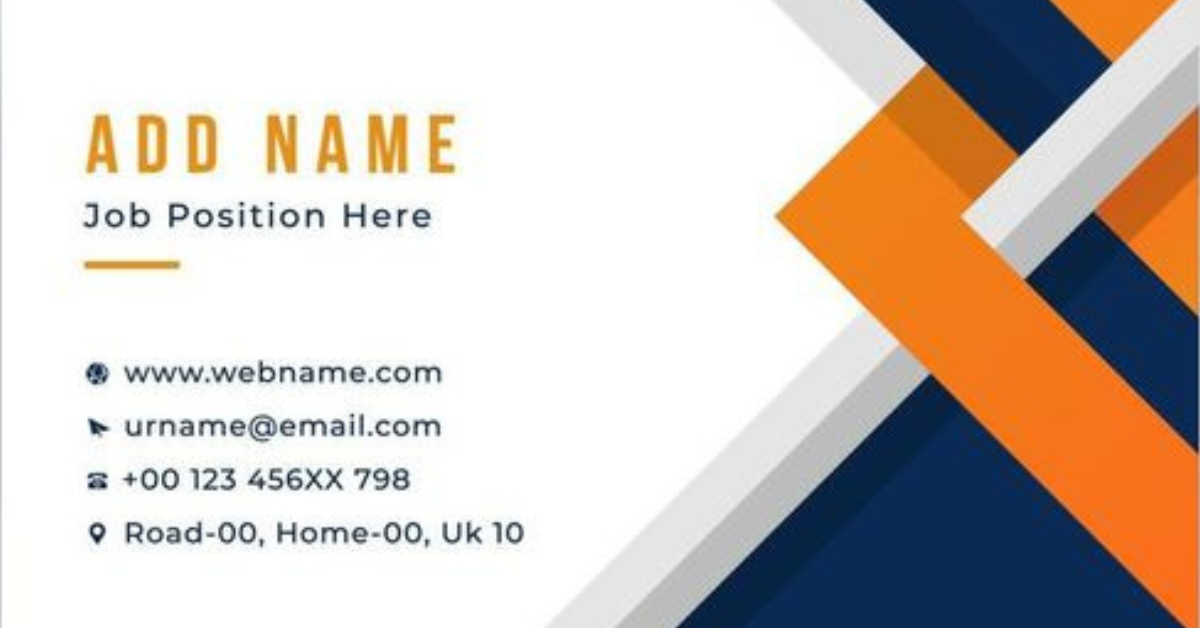 ADD NAME
Job Position Here
www.webname.com
urname@email.com
+00 123 456XX 798
Road-00, Home-00, Uk 10